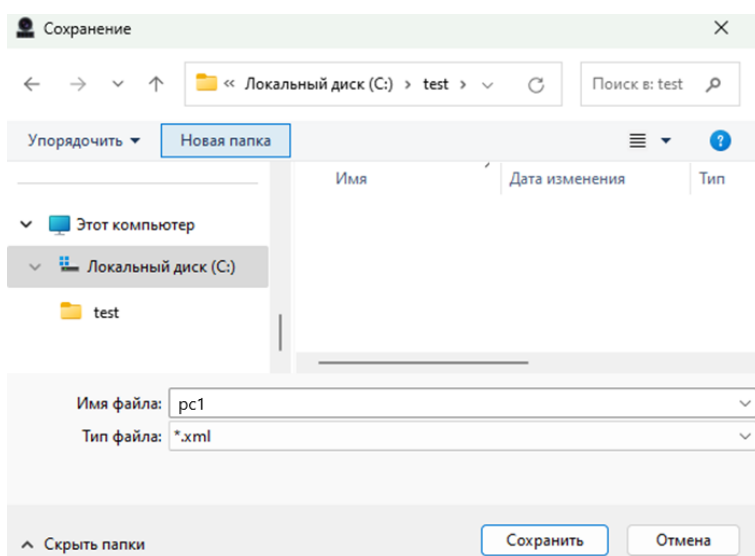 Сохранение
« Локальный диск (C:) › test ›
Поиск в: test
Упорядочить
Новая папка
?
Имя
Дата изменения
Тип
Этот компьютер
Локальный диск (C:)
test
Имя файла: pc1
Тип файла: *.xml
Скрыть папки
Сохранить
Отмена